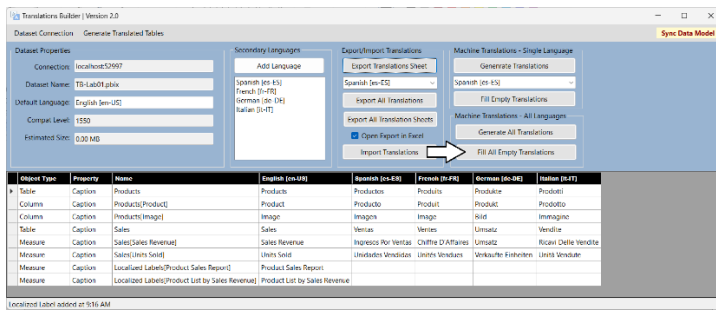 Translations Builder | Version 2.0
Dataset Connection Generate Translated Tables Sync Data Model
Dataset Properties
Connection: localhost:52997
Dataset Name: TB-Lab01.pbix
Default Language: English [en-US]
Compat Level: 1550
Estimated Size: 0.00 MB
Secondary Languages
Add Language
Spanish [es-ES]
French [fr-FR]
German [de-DE]
Italian [it-IT]
Export/Import Translations
Export Translations Sheet
Spanish [es-ES]
Export All Translations
Export All Translation Sheets
Open Export in Excel
Import Translations
Machine Translations - Single Language
Genenrate Translations
Spanish [es-ES]
Fill Empty Translations
Machine Translations - All Languages
Generate All Translations
Fill All Empty Translations
Object Type Property Name English [en-US] Spanish [es-ES] French [fr-FR] German [de-DE] Italian [it-IT]
Table Caption Products Products Productos Produits Produkte Prodotti
Column Caption Products[Product] Product Producto Produit Produkt Prodotto
Column Caption Products[Image] Image Imagen Image Bild Immagine
Table Caption Sales Sales Ventas Ventes Umsatz Vendite
Measure Caption Sales[Sales Revenue] Sales Revenue Ingresos Por Ventas Chiffre D'Affaires Umsatz Ricavi Delle Vendite
Measure Caption Sales[Units Sold] Units Sold Unidades Vendidas Unités Vendues Verkaufte Einheiten Unità Vendute
Measure Caption Localized Labels[Product Sales Report] Product Sales Report
Measure Caption Localized Labels[Product List by Sales Revenue] Product List by Sales Revenue
Localized Label added at 9:16 AM